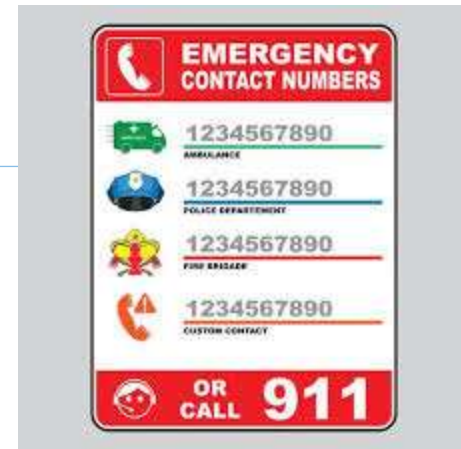 EMERGENCY
CONTACT NUMBERS
1234567890
AMBULANCE
1234567890
POLICE DEPARTEMENT
1234567890
FIRE BRIGADE
1234567890
CUSTOM CONTACT
OR
CALL 911